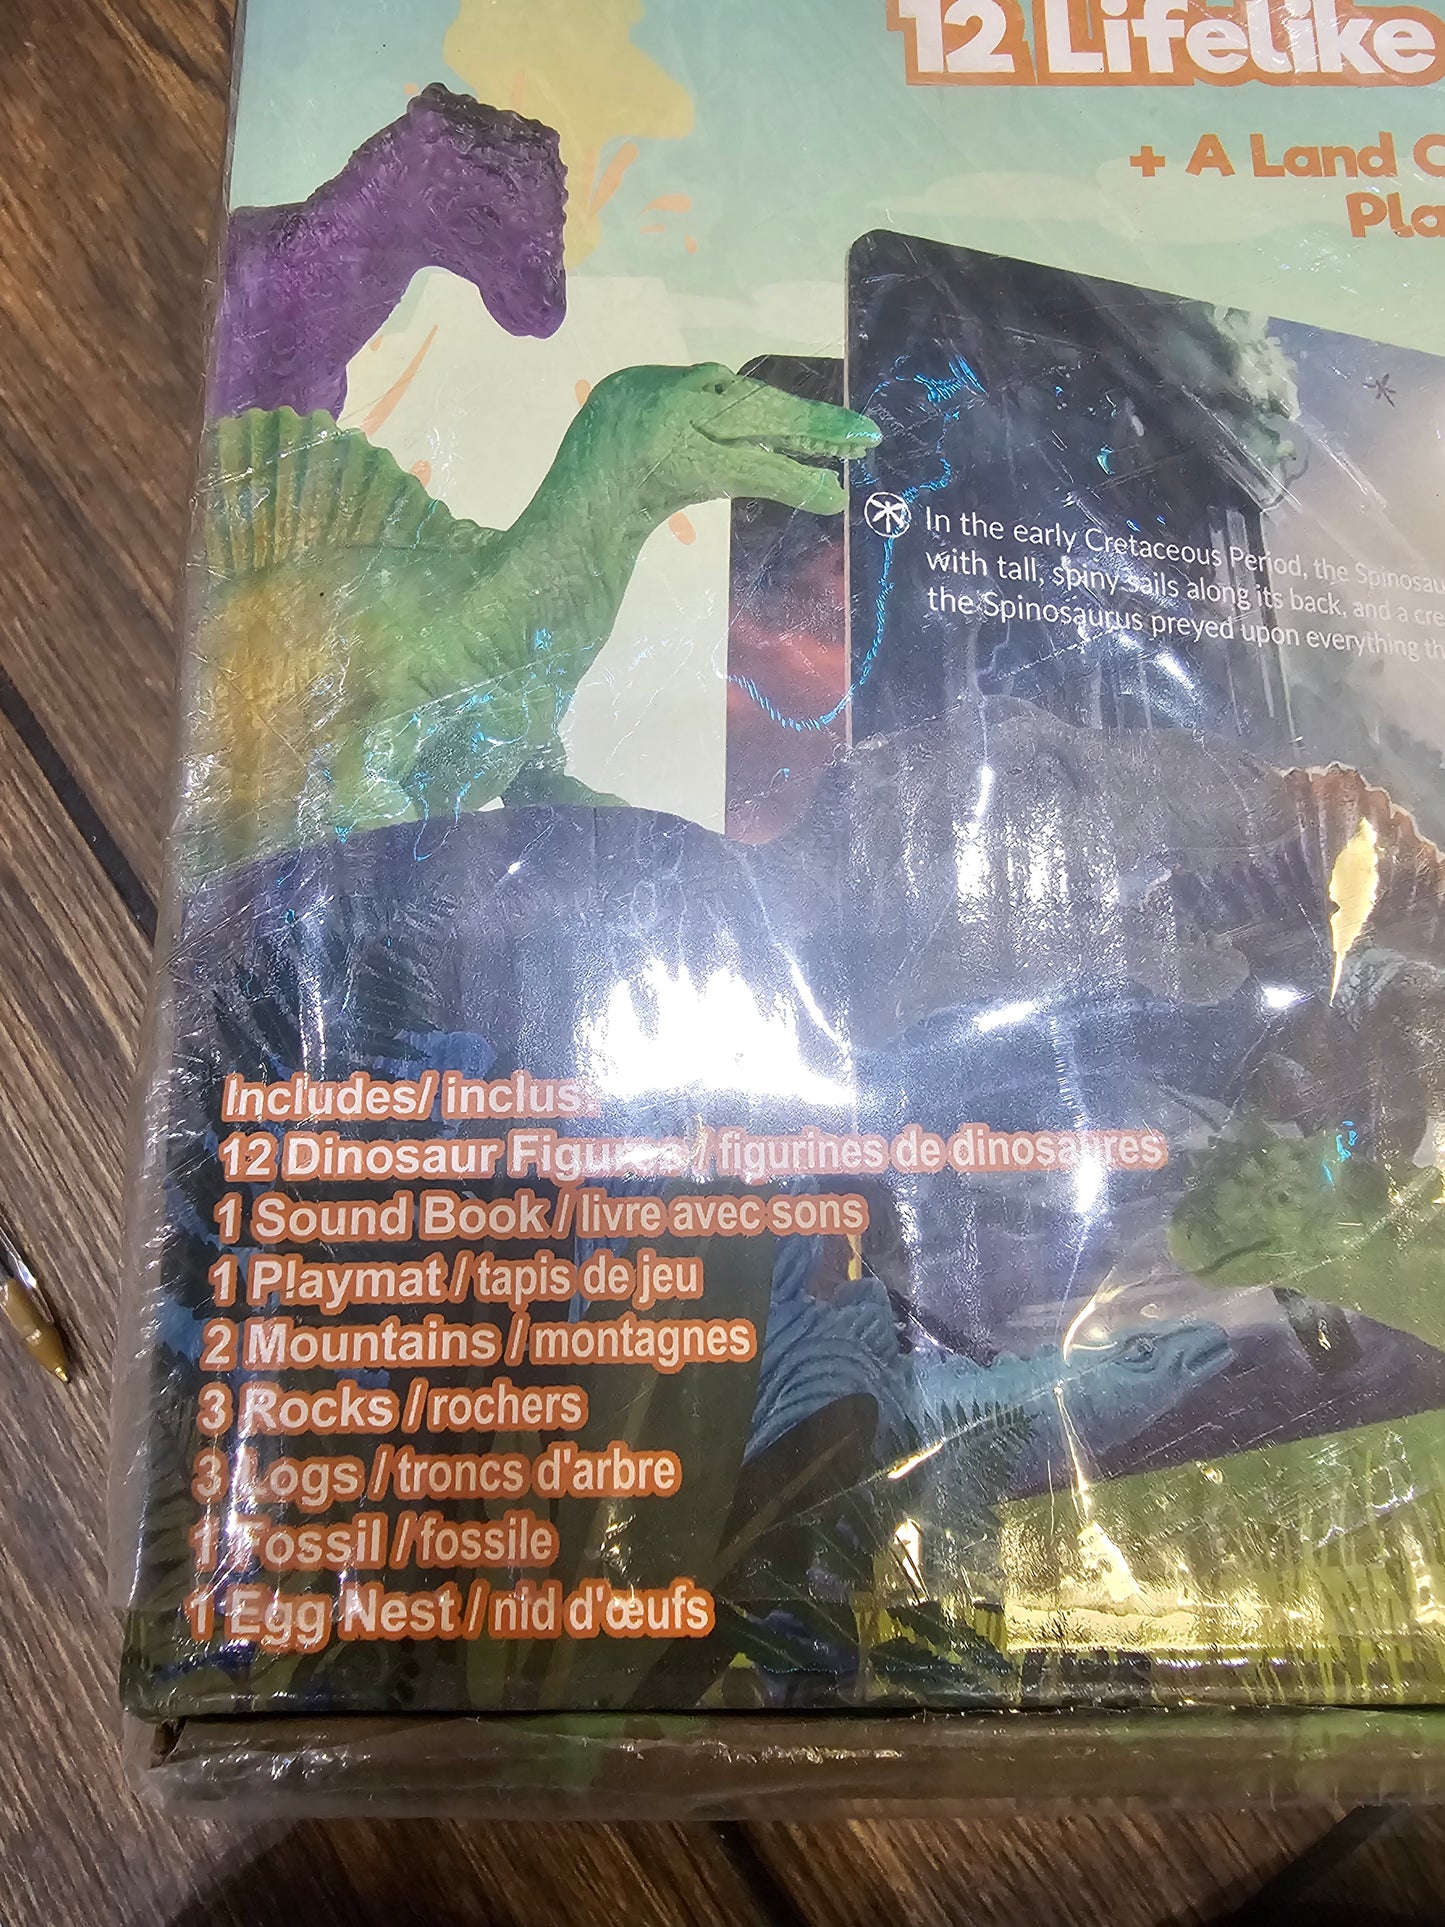 12 Lifelike
+ A Land
In the early Cretaceous Period, the
with tall, spiny sails along its back, and a
the Spinosaurus preyed upon everything
Includes/ inclus:
12 Dinosaur Figures / figurines de dinosaures
1 Sound Book / livre avec sons
1 Playmat / tapis de jeu
2 Mountains / montagnes
3 Rocks / rochers
3 Logs / troncs d'arbre
1 Fossil / fossile
1 Egg Nest / nid d'œufs